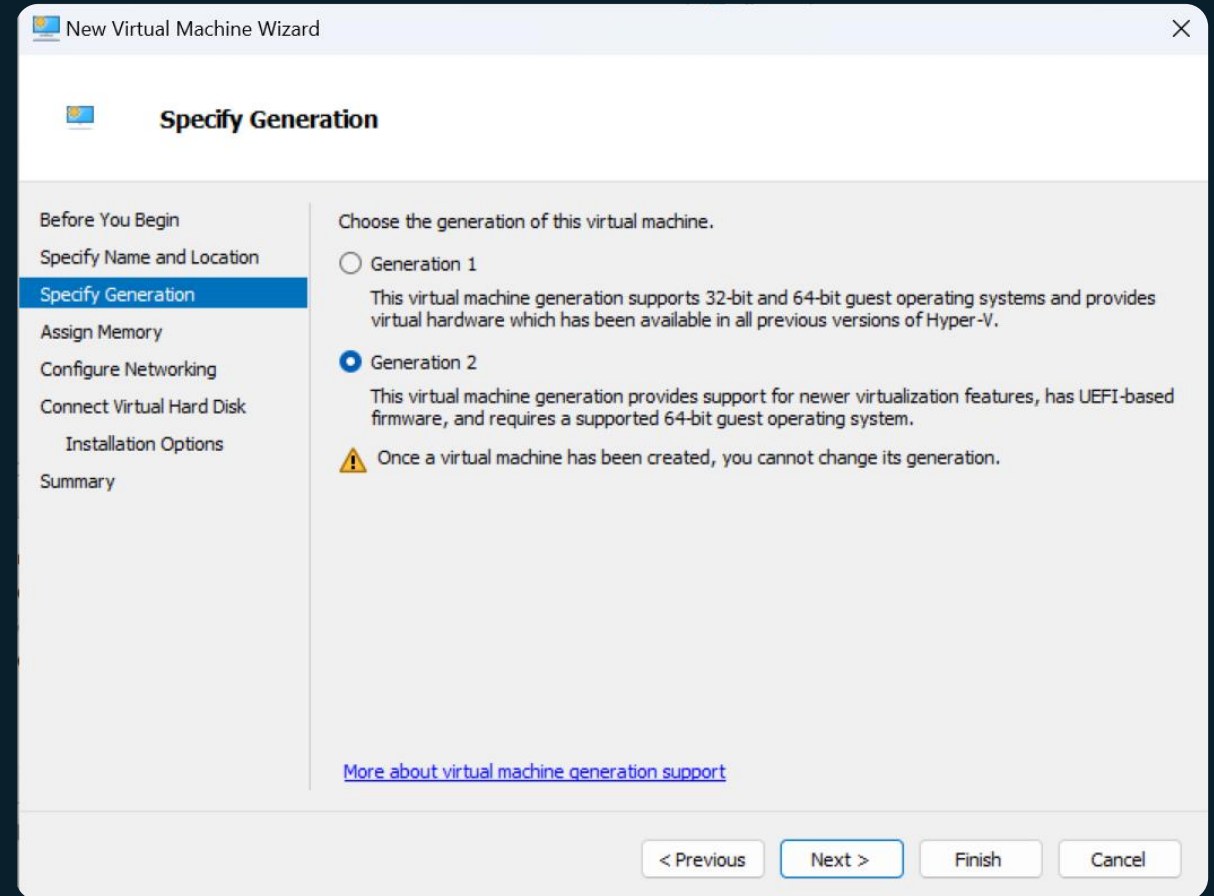 New Virtual Machine Wizard
Specify Generation
Before You Begin
Specify Name and Location
Specify Generation
Assign Memory
Configure Networking
Connect Virtual Hard Disk
Installation Options
Summary
Choose the generation of this virtual machine.
Generation 1
This virtual machine generation supports 32-bit and 64-bit guest operating systems and provides
virtual hardware which has been available in all previous versions of Hyper-V.
Generation 2
This virtual machine generation provides support for newer virtualization features, has UEFI-based
firmware, and requires a supported 64-bit guest operating system.
Once a virtual machine has been created, you cannot change its generation.
More about virtual machine generation support
< Previous
Next >
Finish
Cancel